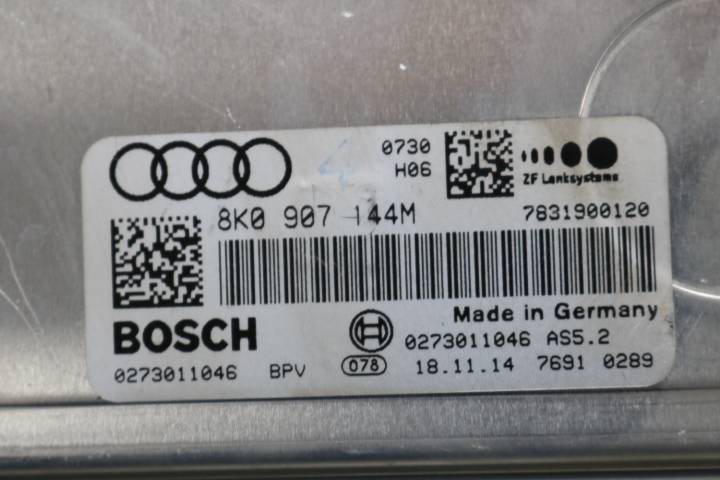 0730
H06
ZF Lenksysteme
8K0 907 144M
7831900120
Made in Germany
BOSCH
0273011046 AS5.2
0273011046 BPV 078 18.11.14 7691 0289